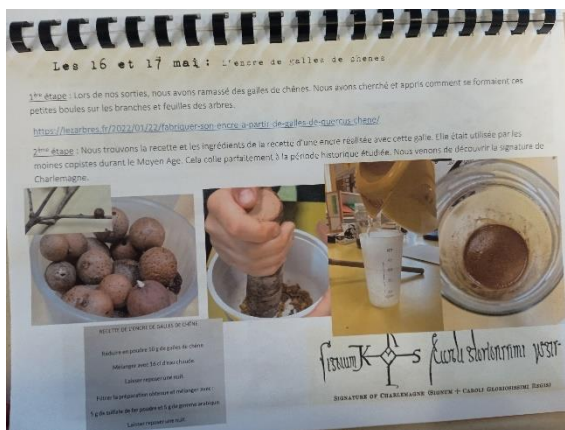 Les 16 et 17 mai : L'encre de galles de chênes
1ère étape : Lors de nos sorties, nous avons ramassé des galles de chênes. Nous avons cherché et appris comment se formaient ces
petites boules sur les branches et feuilles des arbres.
https://lesarbres.fr/2022/01/22/fabriquer-son-encre-a-partir-de-galles-de-quercus-chene/
2ème étape : Nous trouvons la recette et les ingrédients de la recette d'une encre réalisée avec cette galle. Elle était utilisée par les
moines copistes durant le Moyen Age. Cela colle parfaitement à la période historique étudiée. Nous venons de découvrir la signature de
Charlemagne.
RECETTE DE L'ENCRE DE GALLES DE CHÊNE
Réduire en poudre 10 g de galles de chêne
Mélanger avec 10 cl d'eau chaude
Laisser reposer une nuit
Filtrer la préparation obtenue et mélanger avec
5 g de sulfate de fer poudre et 5 g de gomme arabique
Laisser reposer une nuit
K S
SIGNATURE OF CHARLEMAGNE (SIGNUM + CAROLI GLORIOSISSIMI REGIS)